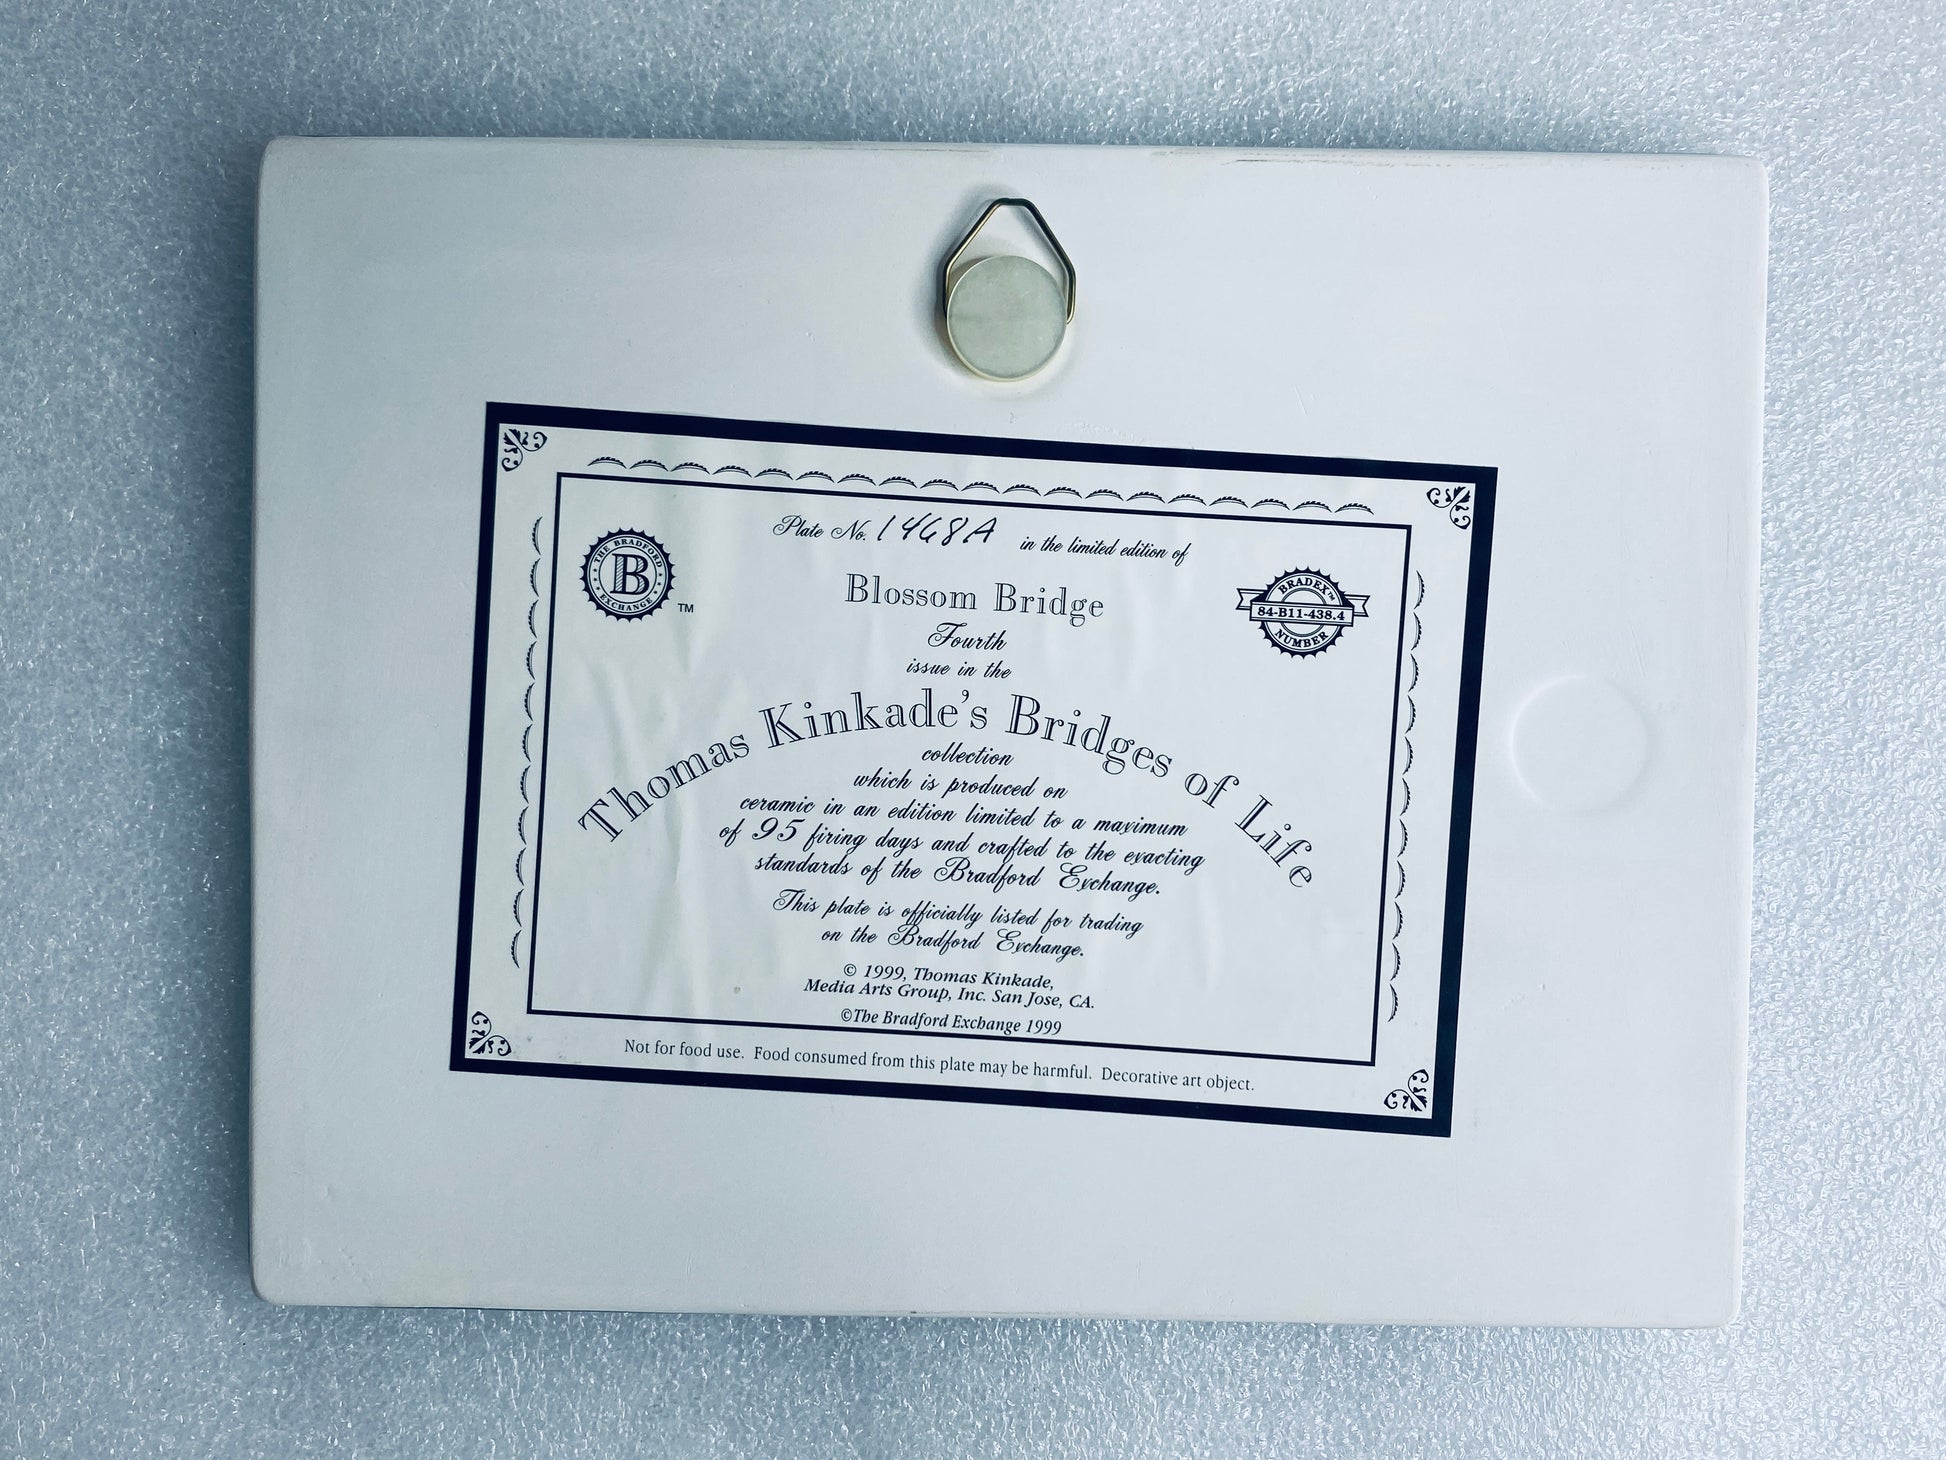 Plate No. 1468A in the limited edition of
THE BRADFORD EXCHANGE
B
TM
Blossom Bridge
BRADEX™
84-B11-438.4
NUMBER
Fourth
issue in the
Thomas Kinkade's Bridges of Life
collection
which is produced on
ceramic in an edition limited to a maximum
of 95 firing days and crafted to the exacting
standards of the Bradford Exchange.
This plate is officially listed for trading
on the Bradford Exchange.
© 1999, Thomas Kinkade,
Media Arts Group, Inc. San Jose, CA.
©The Bradford Exchange 1999
Not for food use. Food consumed from this plate may be harmful. Decorative art object.